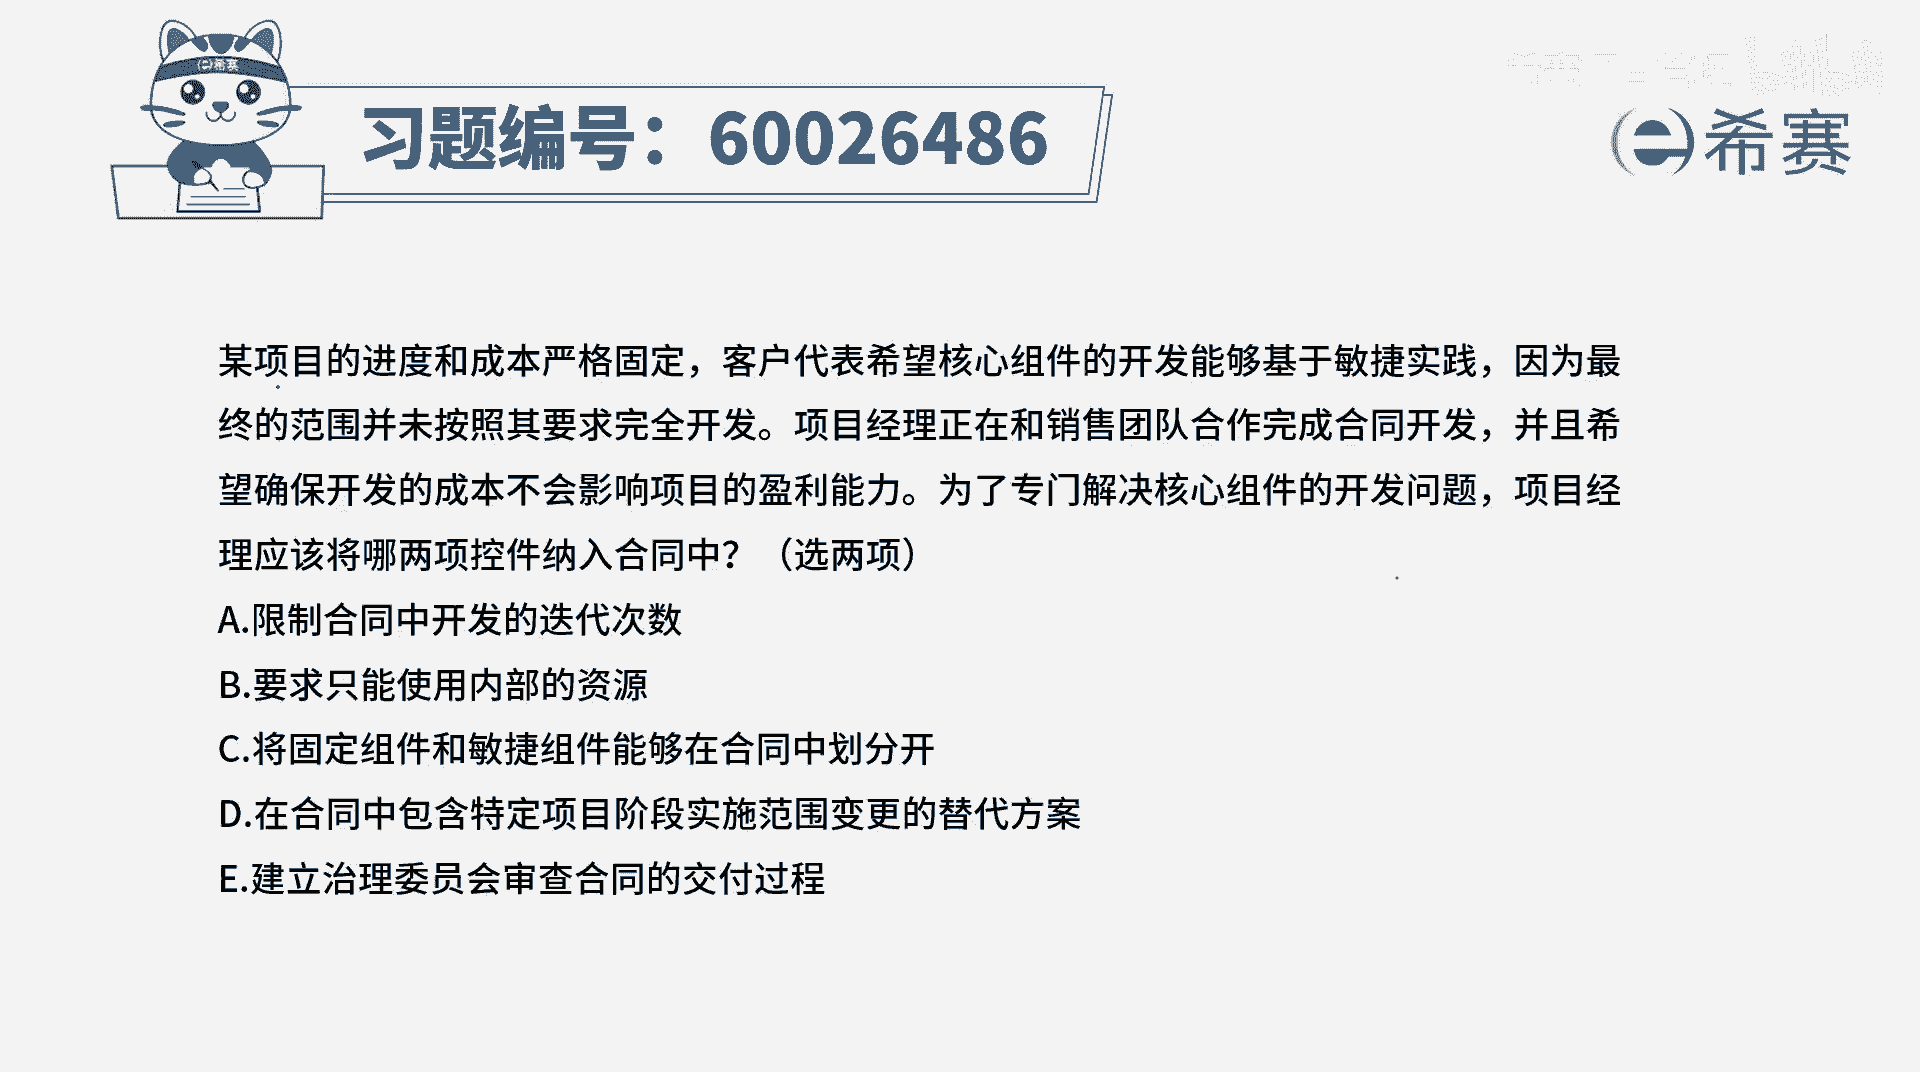 希赛
习题编号：60026486
希赛
某项目的进度和成本严格固定，客户代表希望核心组件的开发能够基于敏捷实践，因为最
终的范围并未按照其要求完全开发。项目经理正在和销售团队合作完成合同开发，并且希
望确保开发的成本不会影响项目的盈利能力。为了专门解决核心组件的开发问题，项目经
理应该将哪两项控件纳入合同中？（选两项）
A.限制合同中开发的迭代次数
B.要求只能使用内部的资源
C.将固定组件和敏捷组件能够在合同中划分开
D.在合同中包含特定项目阶段实施范围变更的替代方案
E.建立治理委员会审查合同的交付过程